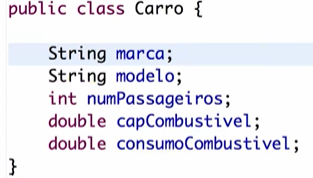 public class Carro {
String marca;
String modelo;
int numPassageiros;
double capCombustivel;
double consumoCombustivel;
}